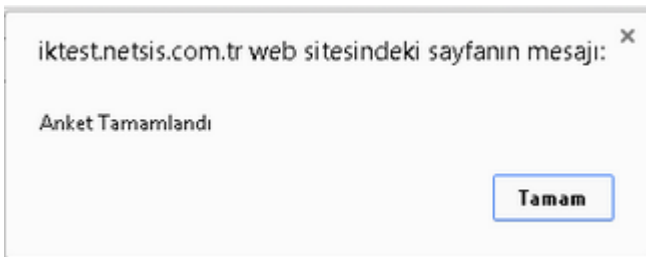 iktest.netsis.com.tr web sitesindeki sayfanın mesajı:
Anket Tamamlandı
Tamam